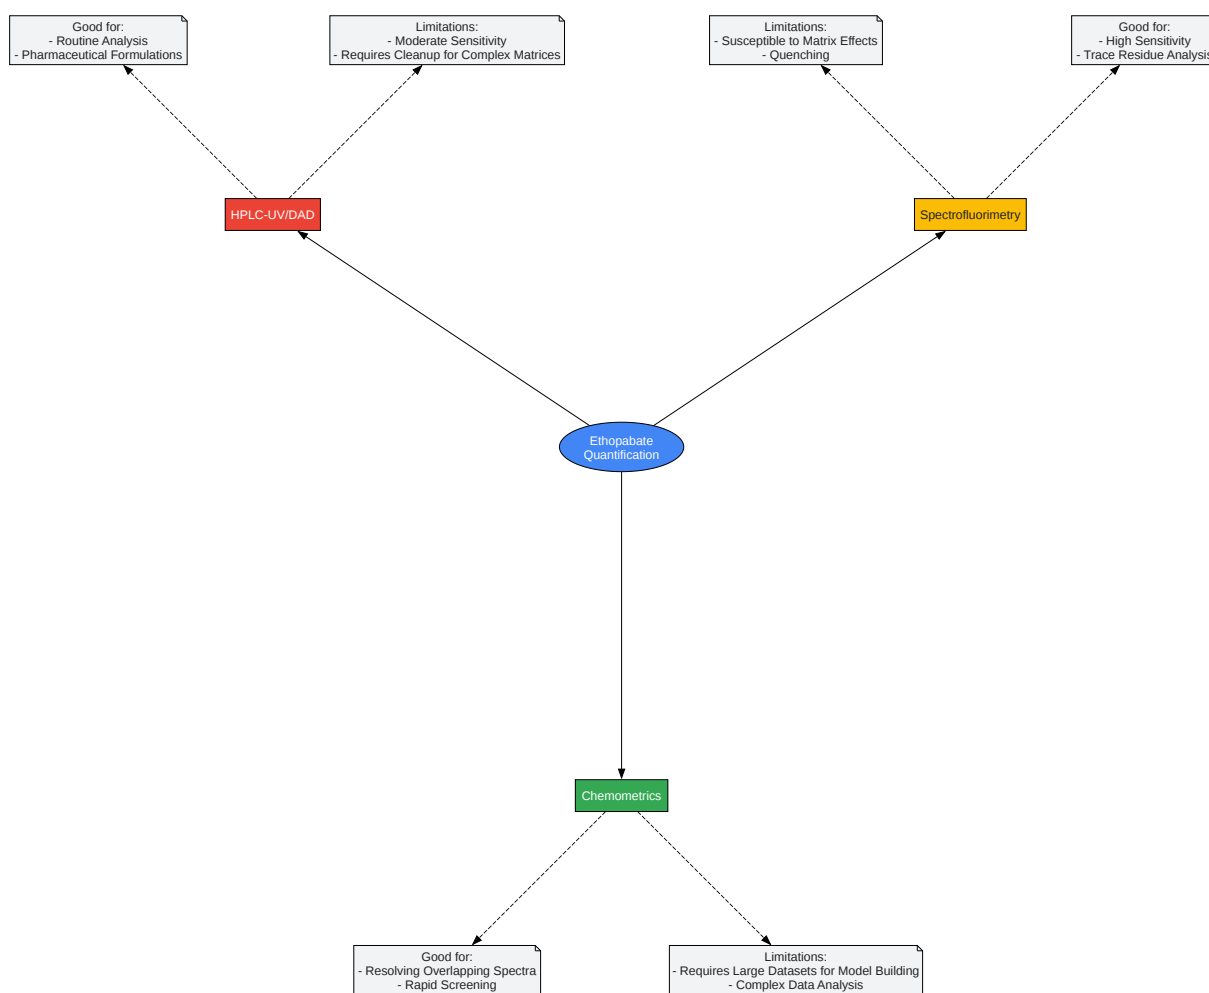 Good for:
- Routine Analysis
- Pharmaceutical Formulations
Limitations:
- Moderate Sensitivity
- Requires Cleanup for Complex Matrices
Limitations:
- Susceptible to Matrix Effects
- Quenching
Good for:
- High Sensitivity
- Trace Residue Analysis
HPLC-UV/DAD
Spectrofluorimetry
Ethopabate
Quantification
Chemometrics
Good for:
- Resolving Overlapping Spectra
- Rapid Screening
Limitations:
- Requires Large Datasets for Model Building
- Complex Data Analysis